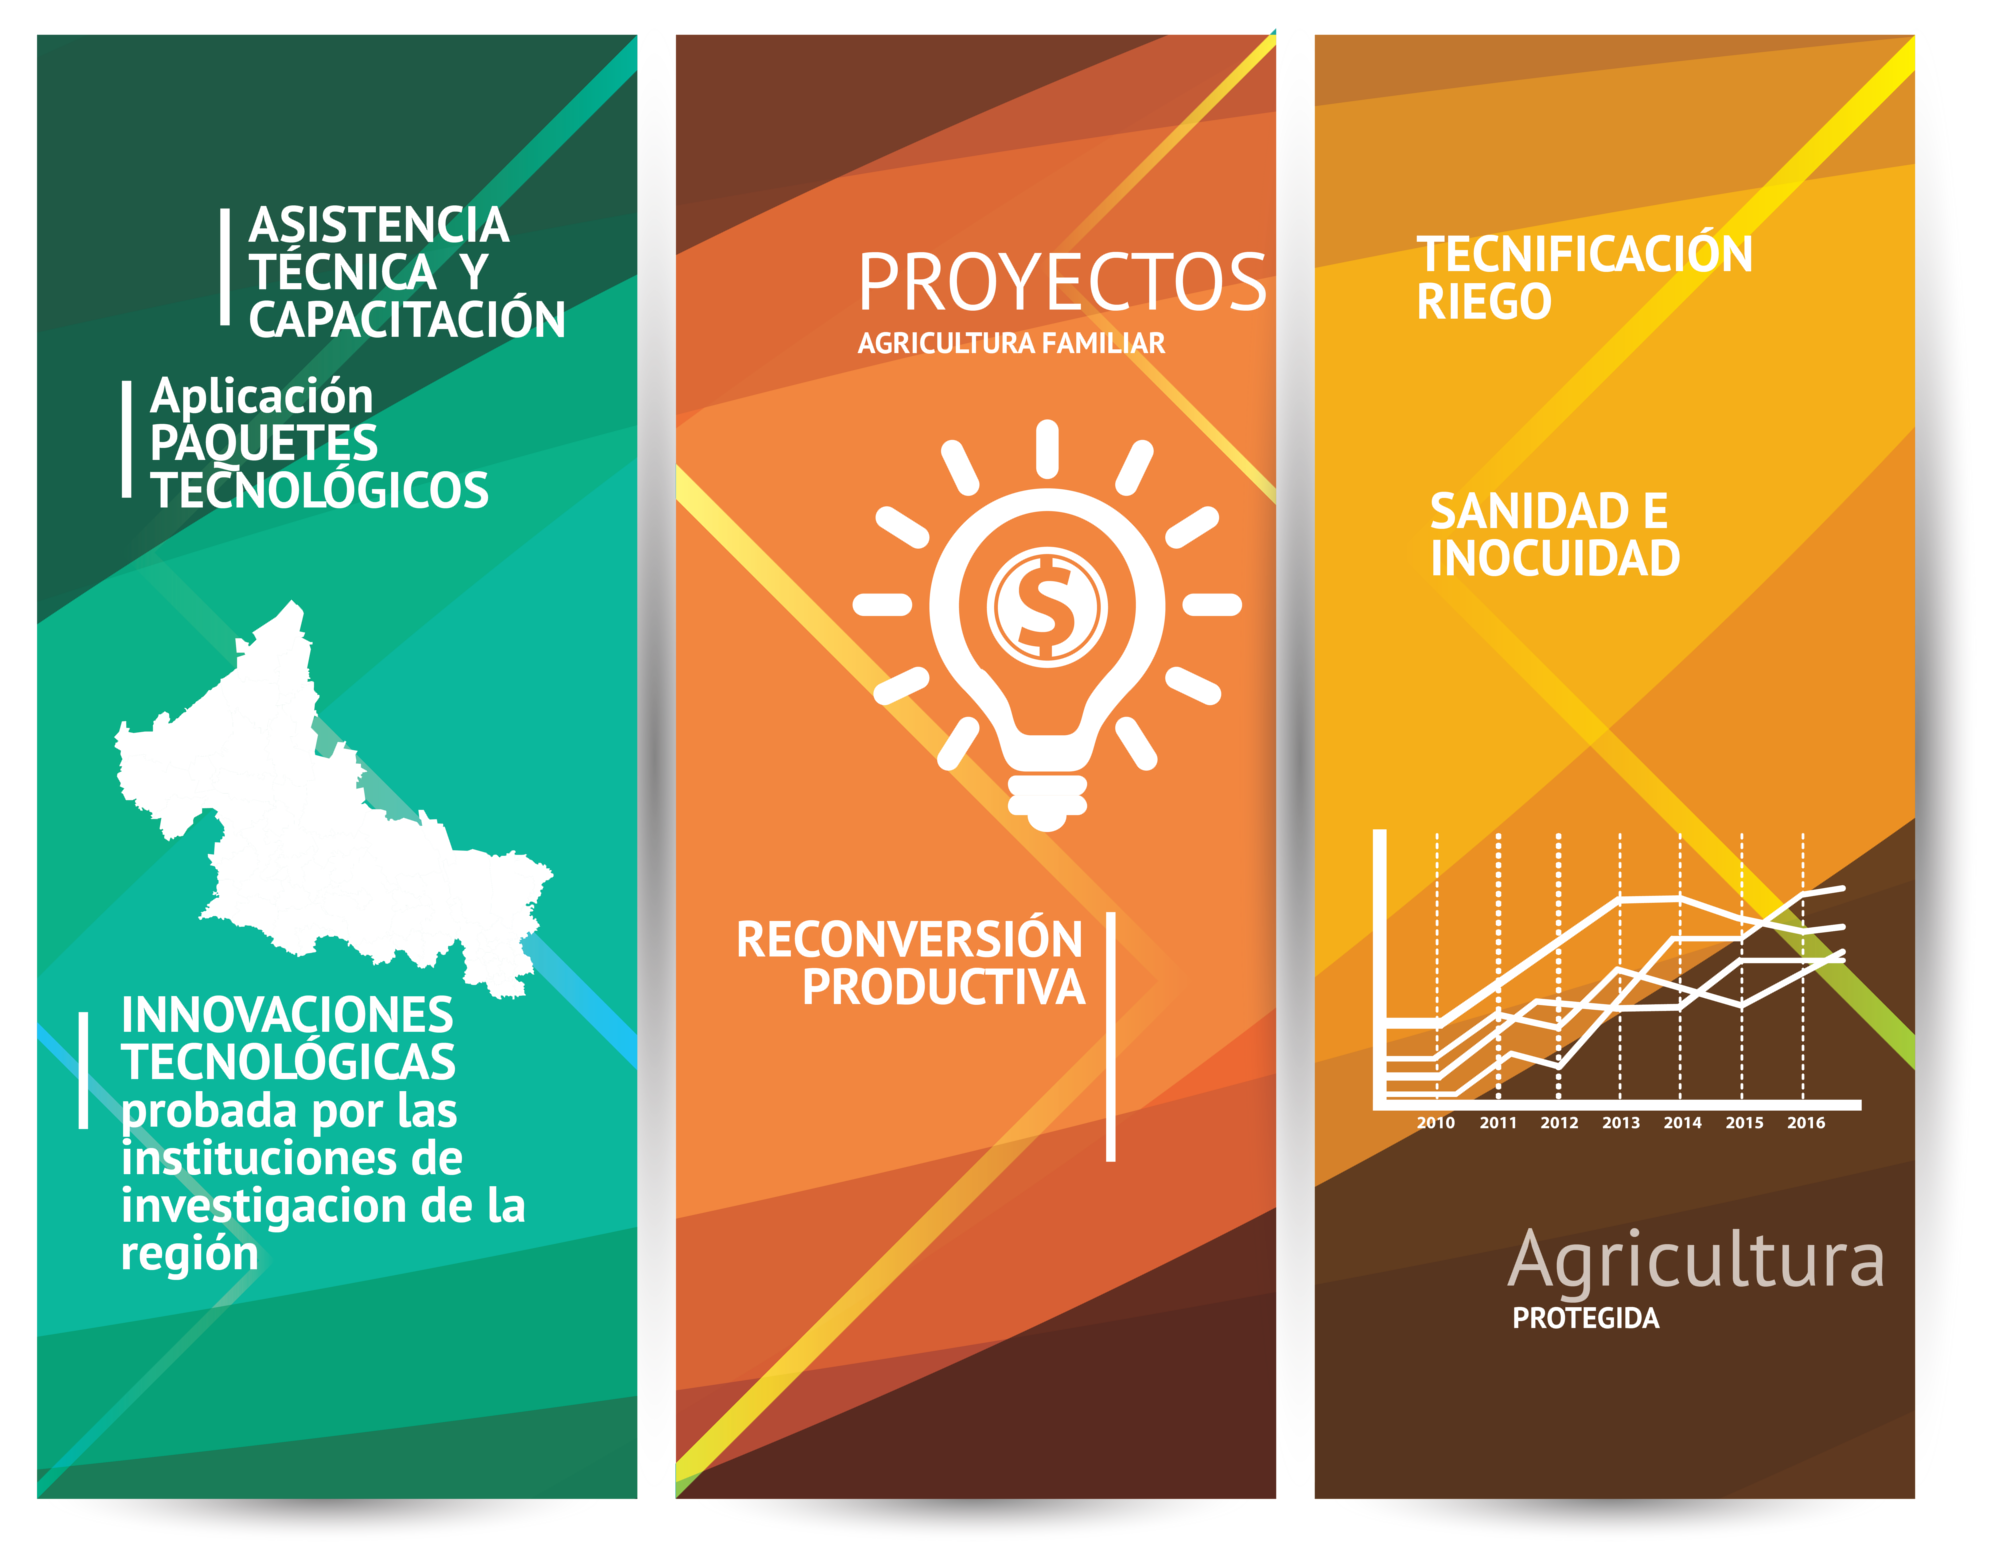 ASISTENCIA
TÉCNICA Y
CAPACITACIÓN
Aplicación
PAQUETES
TECÑOLÓGICOS
INNOVACIONES
TECNOLÓGICAS
probada por las
instituciones de
investigacion de la
región
PROYECTOS
AGRICULTURA FAMILIAR
$
RECONVERSIÓN
PRODUCTIVA
TECNIFICACIÓN
RIEGO
SANIDAD E
INOCUIDAD
2010 2011 2012 2013 2014 2015 2016
Agricultura
PROTEGIDA